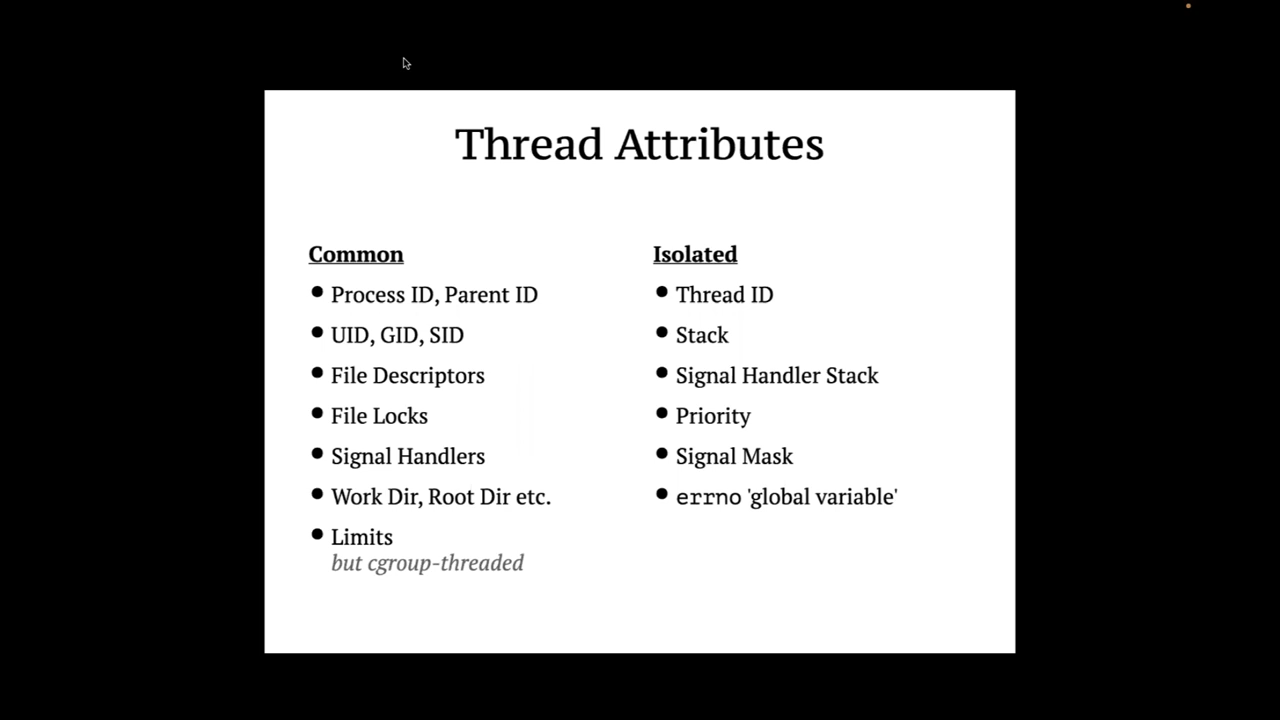 Thread Attributes
Common
• Process ID, Parent ID
• UID, GID, SID
• File Descriptors
• File Locks
• Signal Handlers
• Work Dir, Root Dir etc.
• Limits
but cgroup-threaded
Isolated
• Thread ID
• Stack
• Signal Handler Stack
• Priority
• Signal Mask
• errno 'global variable'